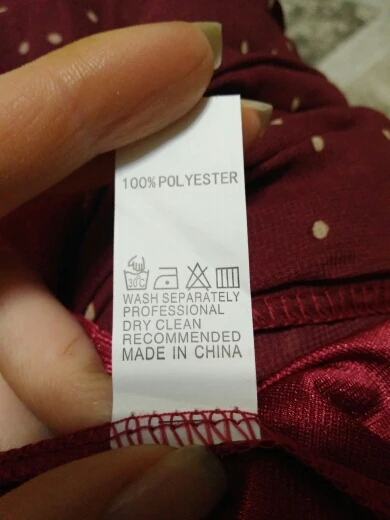 100%POLYESTER
30°C
WASH SEPARATELY
PROFESSIONAL
DRY CLEAN
RECOMMENDED
MADE IN CHINA